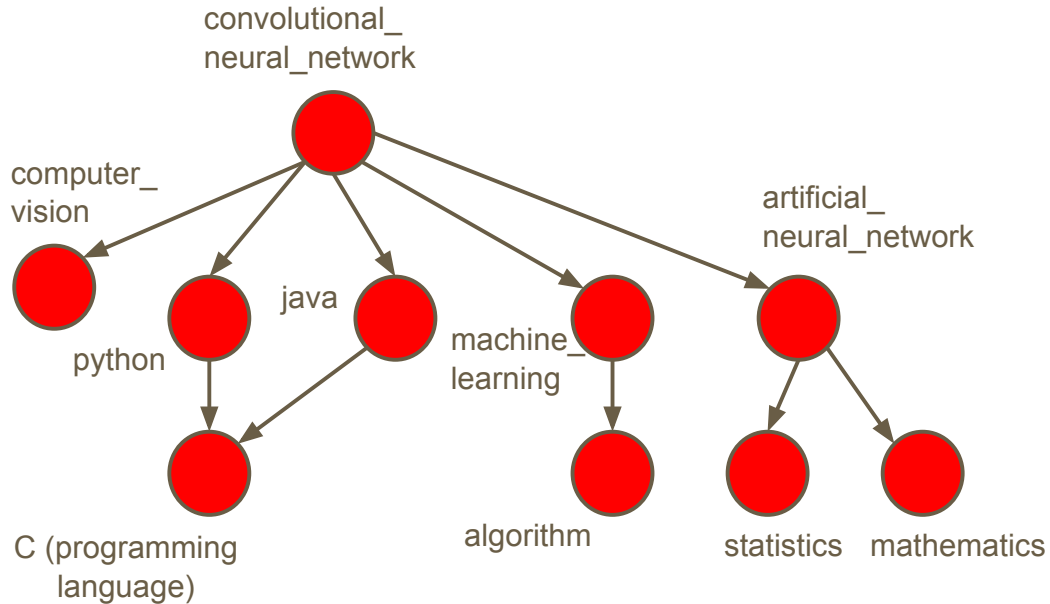 convolutional_
neural_network
computer_
vision
artificial_
neural_network
java
python
machine_
learning
C (programming
language)
algorithm
statistics
mathematics